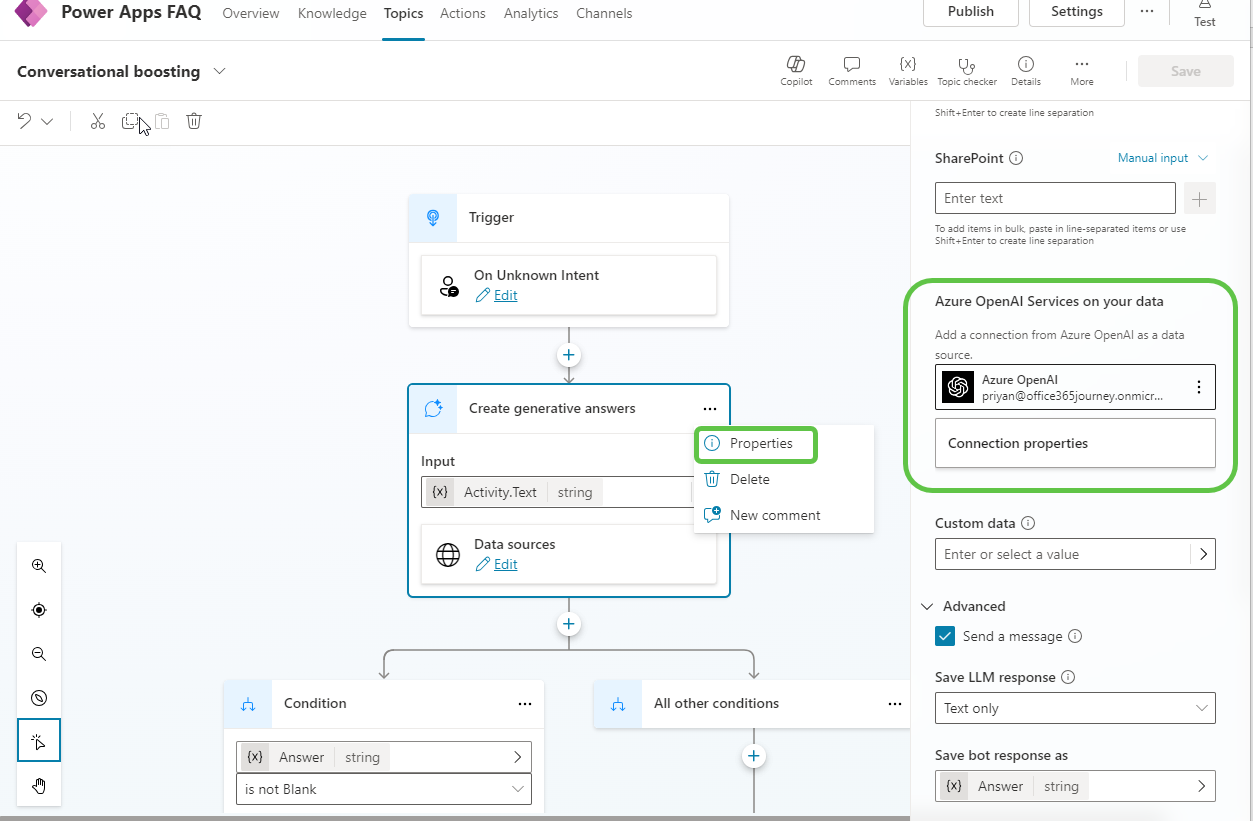 Power Apps FAQ
Overview
Knowledge
Topics
Actions
Analytics
Channels
Publish
Settings
Test
Conversational boosting
Copilot
Comments
{x}
Variables
Topic checker
Details
More
Save
Shift+Enter to create line separation
SharePoint
Manual input
Enter text
To add items in bulk, paste in line-separated items or use
Shift+Enter to create line separation
Azure OpenAI Services on your data
Add a connection from Azure OpenAI as a data
source.
Azure OpenAI
priyan@office365journey.onmicr...
Connection properties
Custom data
Enter or select a value
Advanced
Send a message
Save LLM response
Text only
Save bot response as
{x} Answer string
Trigger
On Unknown Intent
Edit
Create generative answers
Properties
Delete
New comment
Input
{x} Activity.Text string
Data sources
Edit
Condition
{x} Answer string
is not Blank
All other conditions